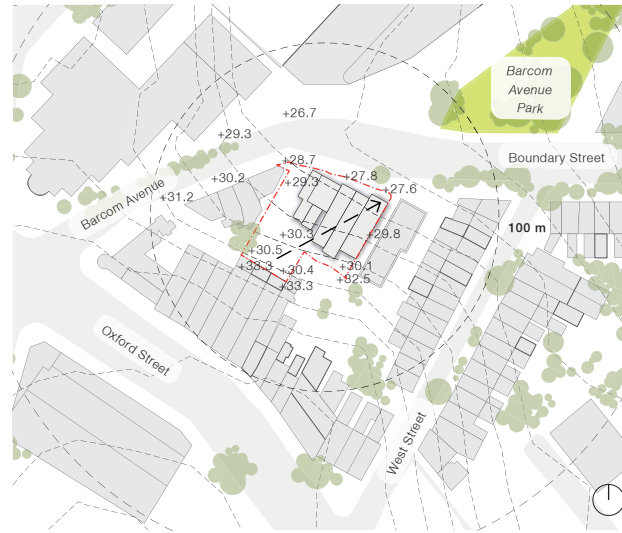 Barcom
Avenue
Park
+26.7
+29.3
Boundary Street
+28.7
+27.8
+30.2
+29.3
+27.6
+31.2
Barcom Avenue
100 m
+30.3
+29.8
+30.5
+33.3
+30.4
+30.1
+33.3
+32.5
Oxford Street
West Street